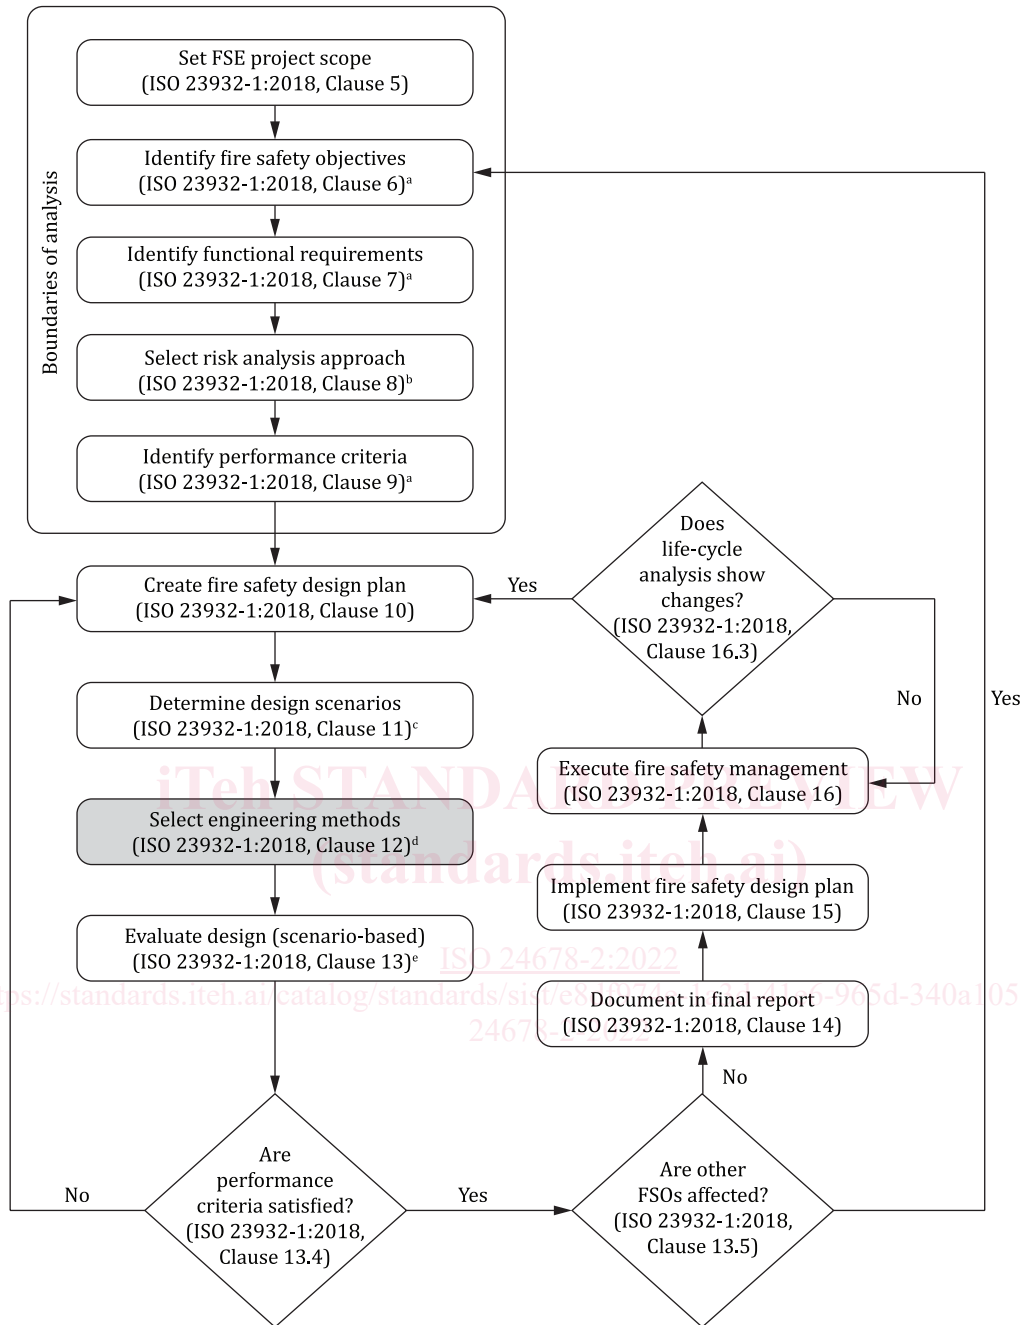 Set FSE project scope
(ISO 23932-1:2018, Clause 5)
Identify fire safety objectives
(ISO 23932-1:2018, Clause 6)ᵃ
Identify functional requirements
(ISO 23932-1:2018, Clause 7)ᵃ
Select risk analysis approach
(ISO 23932-1:2018, Clause 8)ᵇ
Identify performance criteria
(ISO 23932-1:2018, Clause 9)ᵃ
Boundaries of analysis
Create fire safety design plan
(ISO 23932-1:2018, Clause 10)
Determine design scenarios
(ISO 23932-1:2018, Clause 11)ᶜ
Select engineering methods
(ISO 23932-1:2018, Clause 12)ᵈ
Evaluate design (scenario-based)
(ISO 23932-1:2018, Clause 13)ᵉ
Are
performance
criteria satisfied?
(ISO 23932-1:2018,
Clause 13.4)
No
Yes
Are other
FSOs affected?
(ISO 23932-1:2018,
Clause 13.5)
No
Yes
Document in final report
(ISO 23932-1:2018, Clause 14)
Implement fire safety design plan
(ISO 23932-1:2018, Clause 15)
Execute fire safety management
(ISO 23932-1:2018, Clause 16)
Does
life-cycle
analysis show
changes?
(ISO 23932-1:2018,
Clause 16.3)
Yes
No
iTeh STANDARD PREVIEW
(standards.iteh.ai)
ISO 24678-2:2022
24678-2-2022